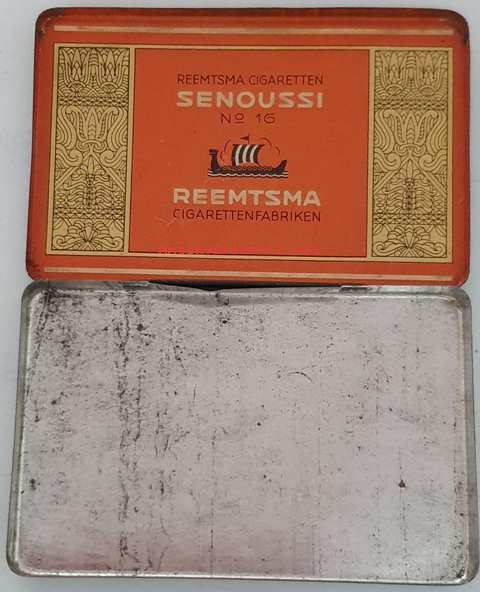 REEMTSMA CIGARETTEN
SENOUSSI
No 16
REEMTSMA
CIGARETTENFABRIKEN